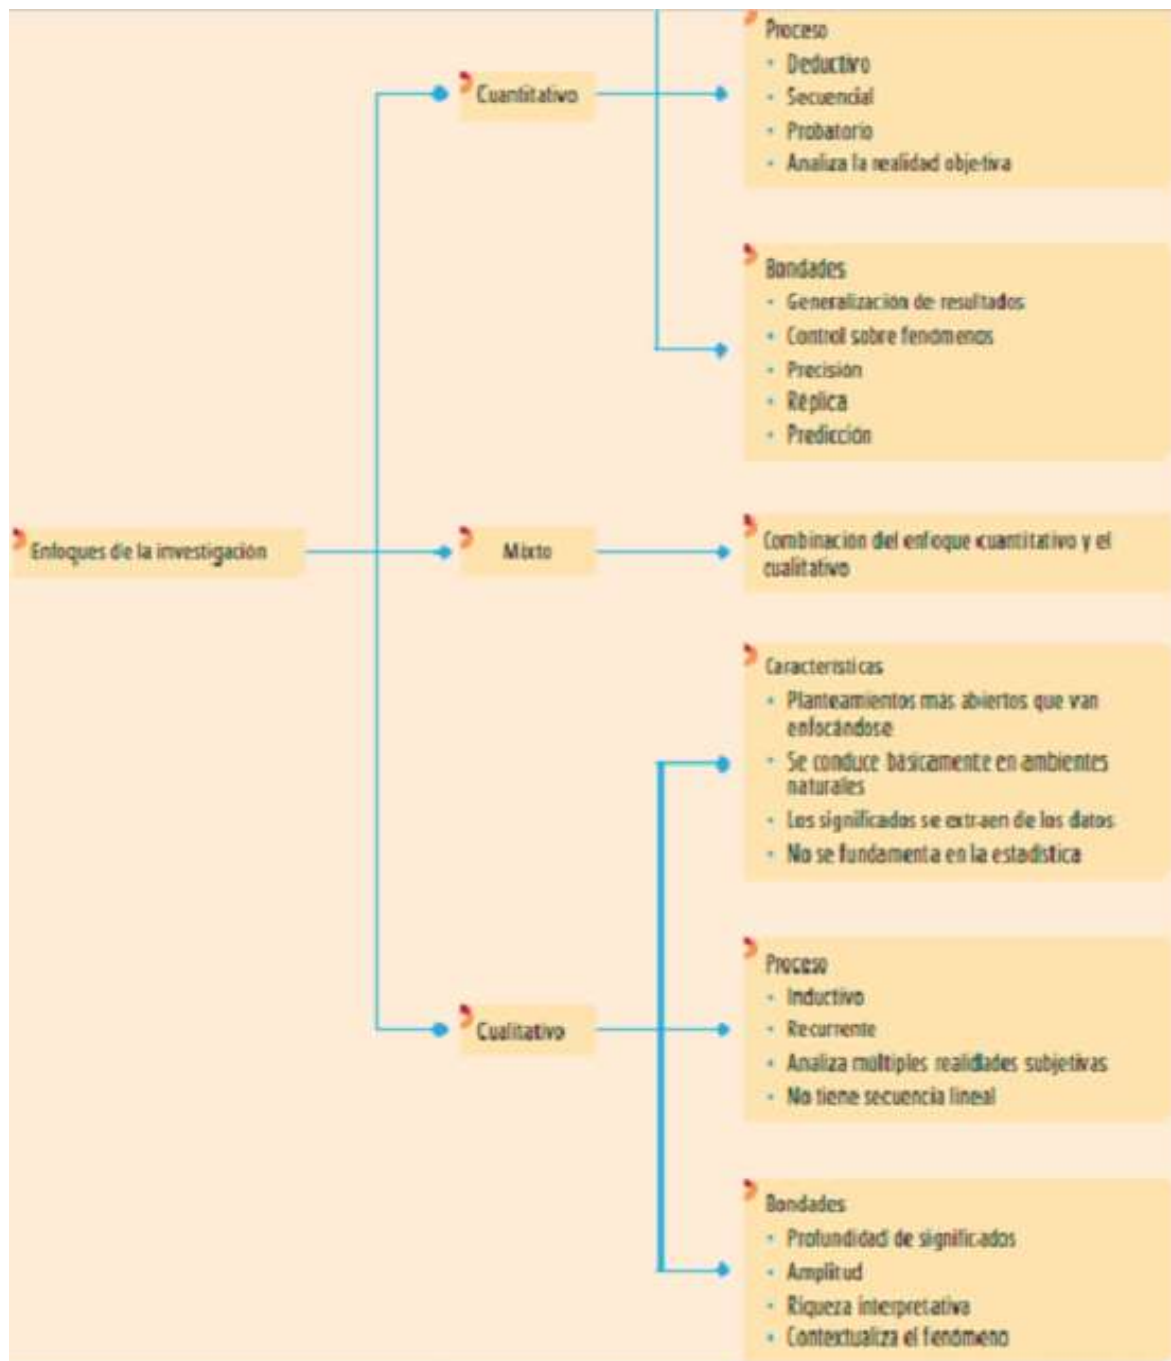 Proceso
• Deductivo
• Secuencial
• Probatorio
• Analiza la realidad objetiva
Cuantitativo
Bondades
• Generalización de resultados
• Control sobre fenómenos
• Precisión
• Réplica
• Predicción
Enfoques de la investigación
Mixto
Combinación del enfoque cuantitativo y el
cualitativo
Características
• Planteamientos más abiertos que van
enfocándose
• Se conduce básicamente en ambientes
naturales
• Los significados se extraen de los datos
• No se fundamenta en la estadística
Cualitativo
Proceso
• Inductivo
• Recurrente
• Analiza múltiples realidades subjetivas
• No tiene secuencia lineal
Bondades
• Profundidad de significados
• Amplitud
• Riqueza interpretativa
• Contextualiza el fenómeno